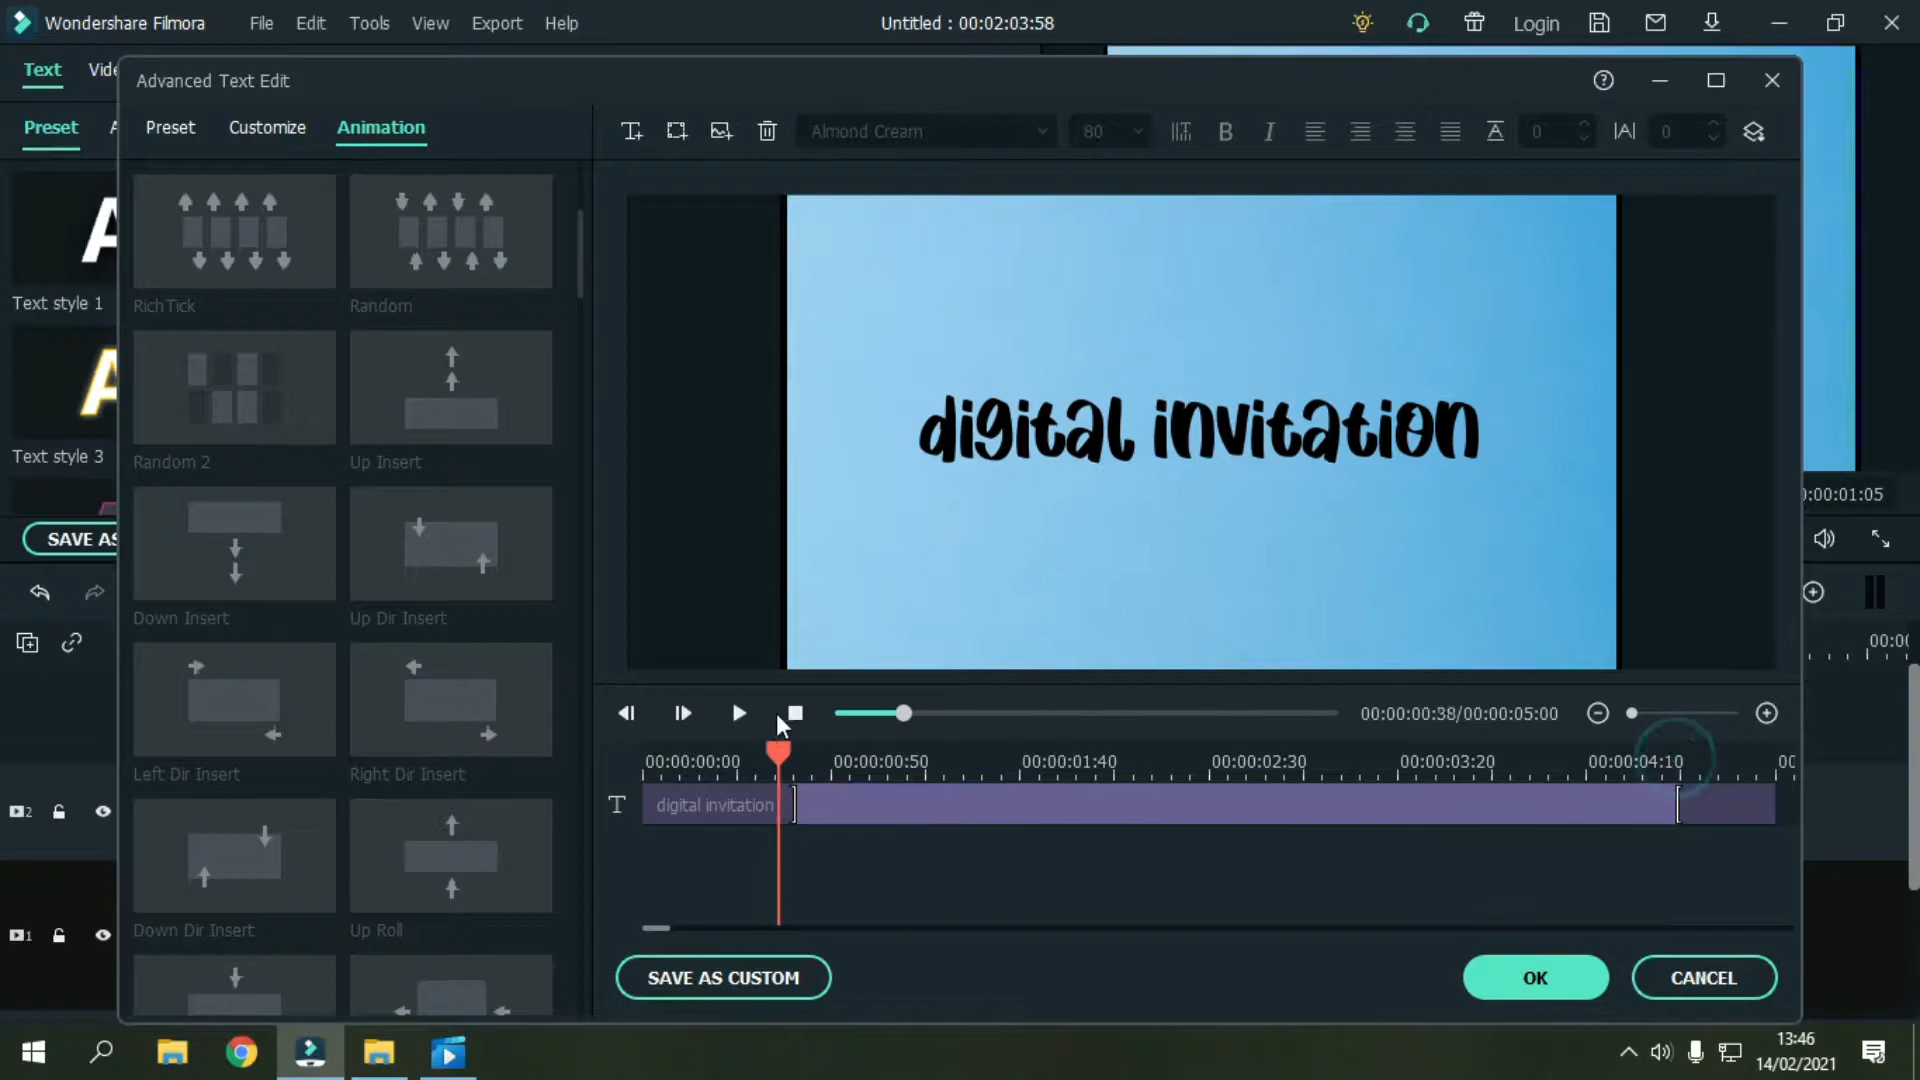 Wondershare Filmora File Edit Tools View Export Help Untitled : 00:02:03:58 Login
Text
Advanced Text Edit
Preset
Preset Customize Animation
Almond Cream 80 0 0
RichTick Random
Text style 1
Random 2 Up Insert
Text style 3
digital invitation
Down Insert Up Dir Insert
SAVE AS
:00:01:05
Left Dir Insert Right Dir Insert
00:00:00:38/00:00:05:00
00:00:00:00 00:00:00:50 00:00:01:40 00:00:02:30 00:00:03:20 00:00:04:10
digital invitation
2
Down Dir Insert Up Roll
1
SAVE AS CUSTOM OK CANCEL
13:46
14/02/2021